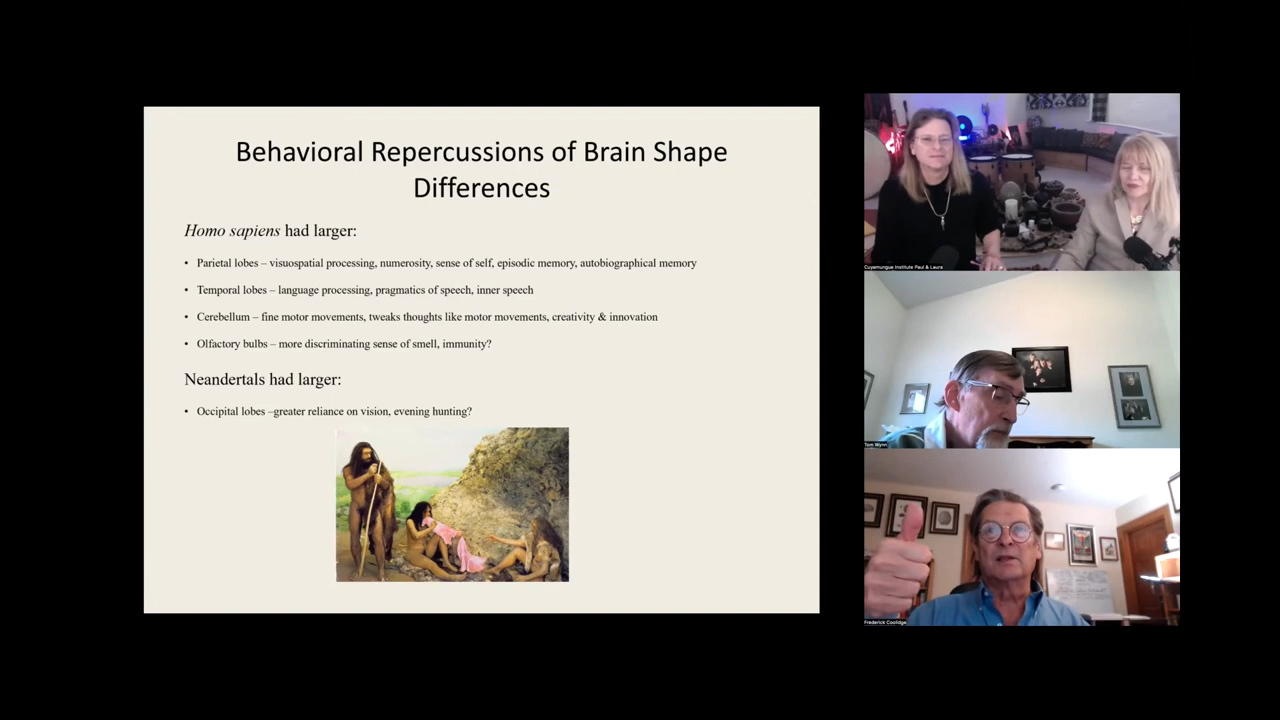 Behavioral Repercussions of Brain Shape
Differences
Homo sapiens had larger:
• Parietal lobes – visuospatial processing, numerosity, sense of self, episodic memory, autobiographical memory
• Temporal lobes – language processing, pragmatics of speech, inner speech
• Cerebellum – fine motor movements, tweaks thoughts like motor movements, creativity & innovation
• Olfactory bulbs – more discriminating sense of smell, immunity?
Neandertals had larger:
• Occipital lobes –greater reliance on vision, evening hunting?
Cuyamungue Institute Paul & Laura
Tom Wynn
Frederick Coolidge